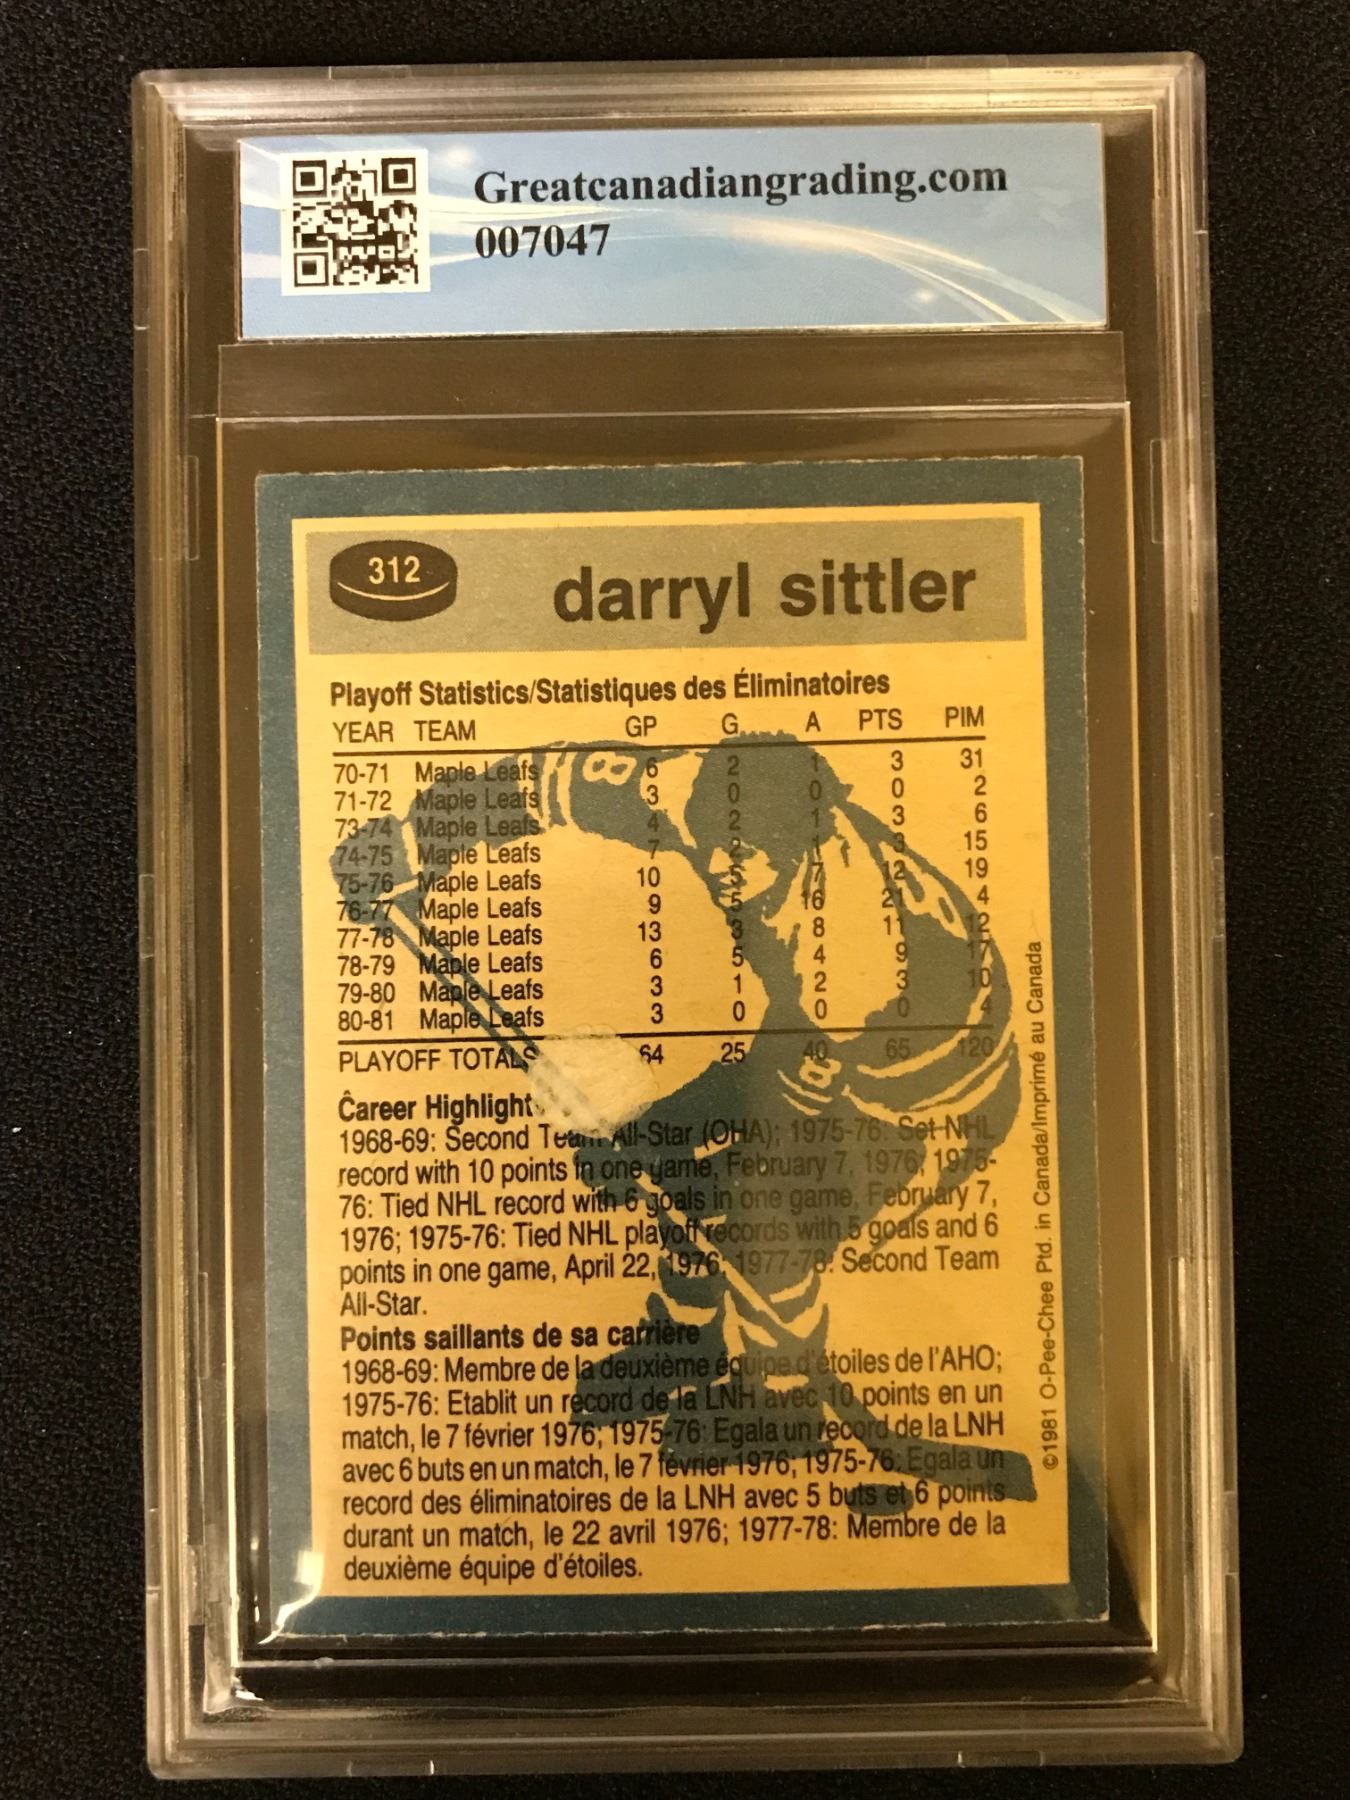 Greatcanadiangrading.com
007047
312
darryl sittler
Playoff Statistics/Statistiques des Éliminatoires
YEAR TEAM GP G A PTS PIM
70-71 Maple Leafs 6 2 1 3 31
71-72 Maple Leafs 3 0 0 0 2
73-74 Maple Leafs 4 2 1 3 6
74-75 Maple Leafs 7 2 1 3 15
75-76 Maple Leafs 10 5 7 12 19
76-77 Maple Leafs 9 5 16 21 4
77-78 Maple Leafs 13 3 8 11 12
78-79 Maple Leafs 6 5 4 9 17
79-80 Maple Leafs 3 1 2 3 10
80-81 Maple Leafs 3 0 0 0 4
PLAYOFF TOTALS 64 25 40 65 120
Career Highlight
1968-69: Second Team All-Star (OHA); 1975-76: Set NHL
record with 10 points in one game, February 7, 1976; 1975-
76: Tied NHL record with 6 goals in one game, February 7,
1976; 1975-76: Tied NHL playoff records with 5 goals and 6
points in one game, April 22, 1976; 1977-78: Second Team
All-Star.
Points saillants de sa carrière
1968-69: Membre de la deuxième équipe d'étoiles de l'AHO;
1975-76: Etablit un record de la LNH avec 10 points en un
match, le 7 février 1976; 1975-76: Egala un record de la LNH
avec 6 buts en un match, le 7 février 1976; 1975-76: Egala un
record des éliminatoires de la LNH avec 5 buts et 6 points
durant un match, le 22 avril 1976; 1977-78: Membre de la
deuxième équipe d'étoiles.
©1981 O-Pee-Chee Ptd. in Canada/Imprimé au Canada
8
8